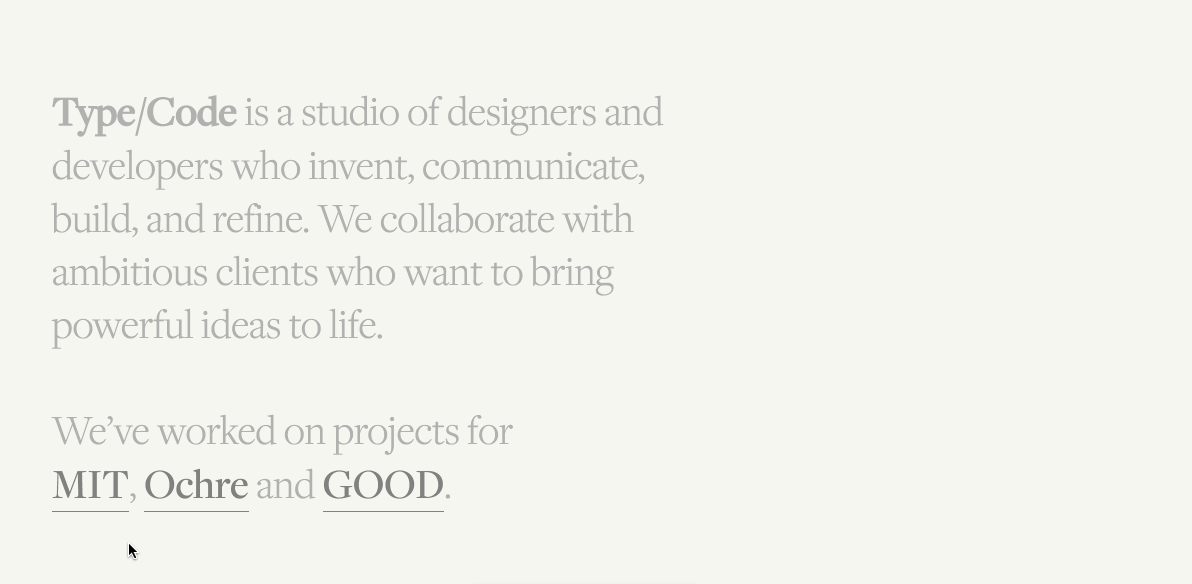 Type/Code is a studio of designers and
developers who invent, communicate,
build, and refine. We collaborate with
ambitious clients who want to bring
powerful ideas to life.
We’ve worked on projects for
MIT, Ochre and GOOD.